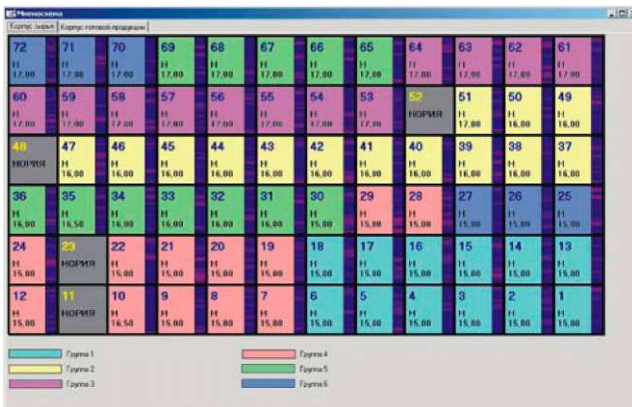 Мнемосхема
Корпус сырья Корпус готовой продукции
72 71 70 69 68 67 66 65 64 63 62 61
Н Н Н Н Н Н Н Н Н Н Н Н
17,00 17,00 17,00 17,00 17,00 17,00 17,00 17,00 17,00 17,00 17,00 17,00
60 59 58 57 56 55 54 53 52 51 50 49
Н Н Н Н Н Н Н Н НОРИЯ Н Н Н
17,00 17,00 17,00 17,00 17,00 17,00 17,00 17,00 17,00 16,00 16,00
48 47 46 45 44 43 42 41 40 39 38 37
НОРИЯ Н Н Н Н Н Н Н Н Н Н Н
16,00 16,00 16,00 16,00 16,00 16,00 16,00 16,00 16,00 16,00 16,00
36 35 34 33 32 31 30 29 28 27 26 25
Н Н Н Н Н Н Н Н Н Н Н Н
16,00 16,50 16,00 16,00 16,00 16,00 15,00 15,00 15,00 15,00 15,00 15,00
24 23 22 21 20 19 18 17 16 15 14 13
Н НОРИЯ Н Н Н Н Н Н Н Н Н Н
15,00 15,00 15,00 15,00 15,00 15,00 15,00 15,00 15,00 15,00 15,00
12 11 10 9 8 7 6 5 4 3 2 1
Н НОРИЯ Н Н Н Н Н Н Н Н Н Н
15,00 16,50 15,00 15,00 15,00 15,00 15,00 15,00 15,00 15,00 15,00
Группа 1 Группа 4
Группа 2 Группа 5
Группа 3 Группа 6